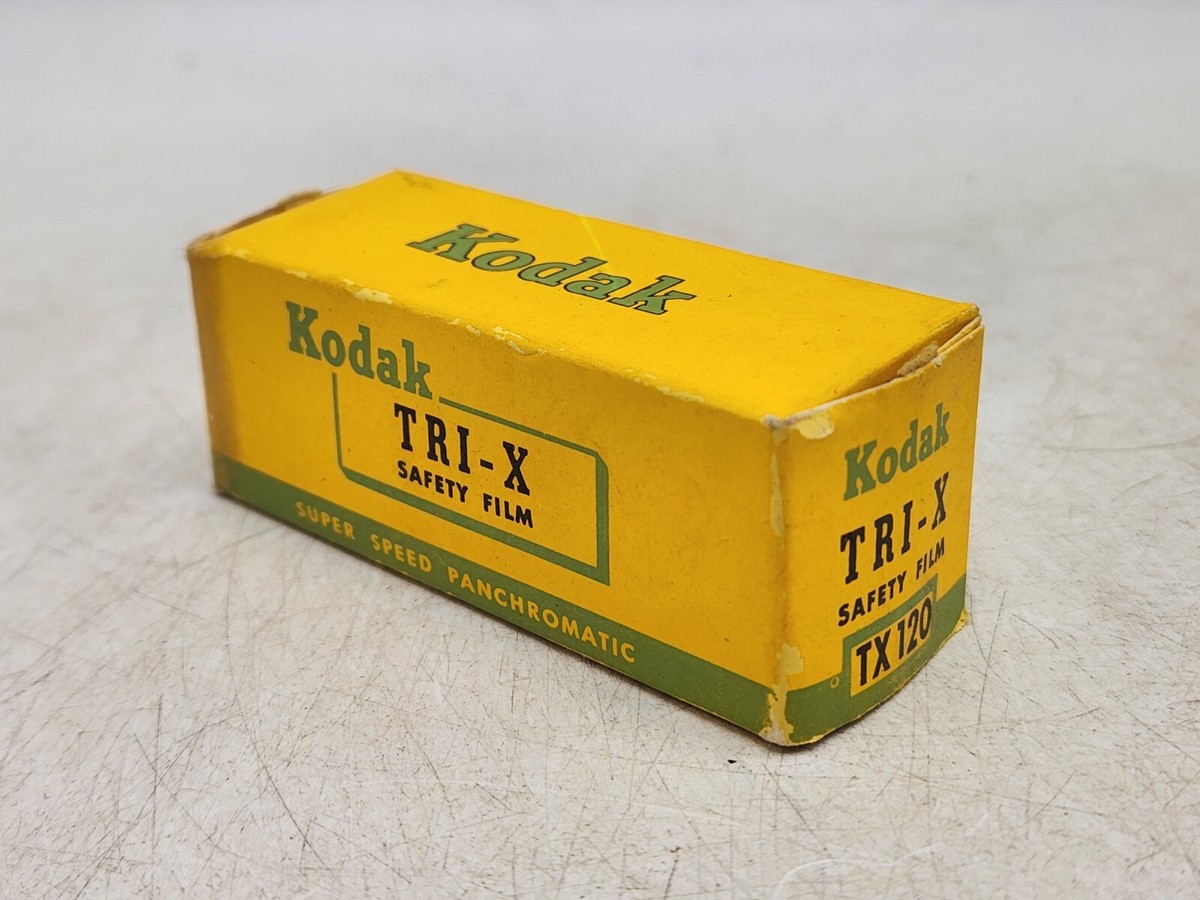 Kodak
Kodak
TRI-X
SAFETY FILM
SUPER SPEED PANCHROMATIC
Kodak
TRI-X
SAFETY FILM
TX 120